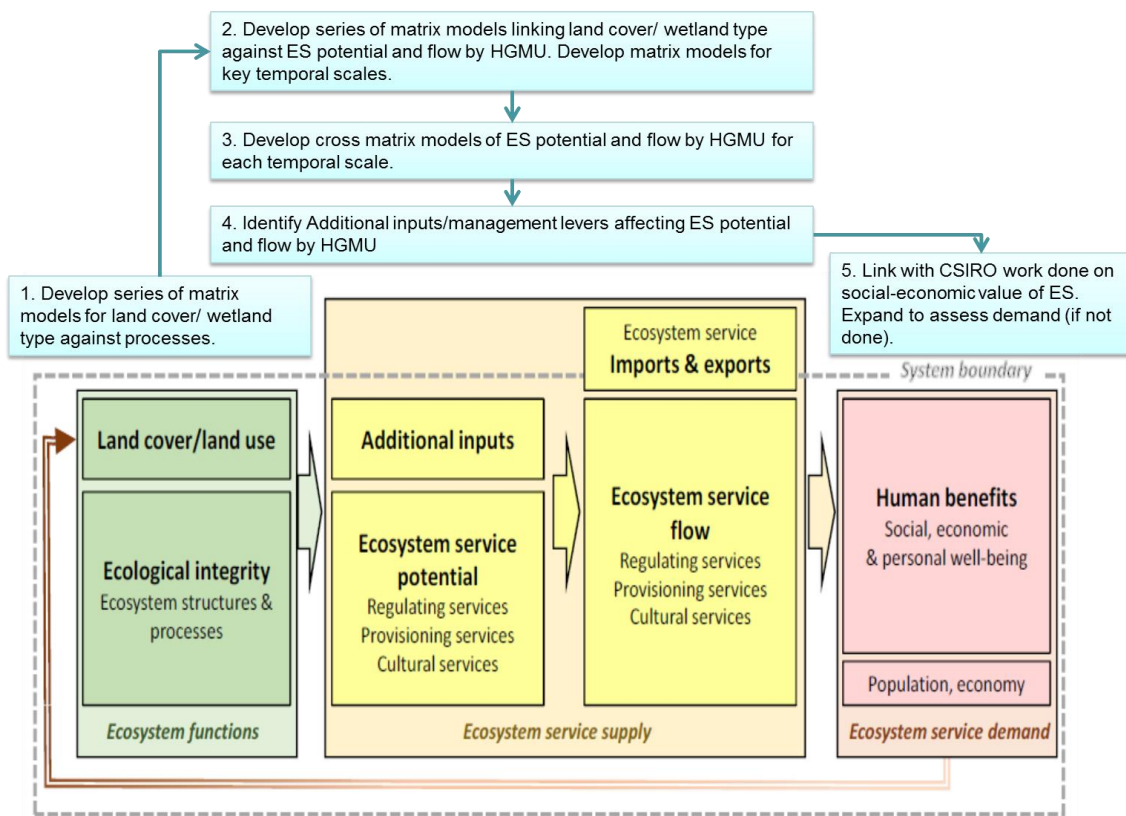 2. Develop series of matrix models linking land cover/ wetland type
against ES potential and flow by HGMU. Develop matrix models for
key temporal scales.
3. Develop cross matrix models of ES potential and flow by HGMU for
each temporal scale.
4. Identify Additional inputs/management levers affecting ES potential
and flow by HGMU
1. Develop series of matrix
models for land cover/ wetland
type against processes.
5. Link with CSIRO work done on
social-economic value of ES.
Expand to assess demand (if not
done).
System boundary
Land cover/land use
Ecological integrity
Ecosystem structures &
processes
Ecosystem functions
Additional inputs
Ecosystem service
potential
Regulating services
Provisioning services
Cultural services
Ecosystem service
Imports & exports
Ecosystem service
flow
Regulating services
Provisioning services
Cultural services
Ecosystem service supply
Human benefits
Social, economic
& personal well-being
Population, economy
Ecosystem service demand